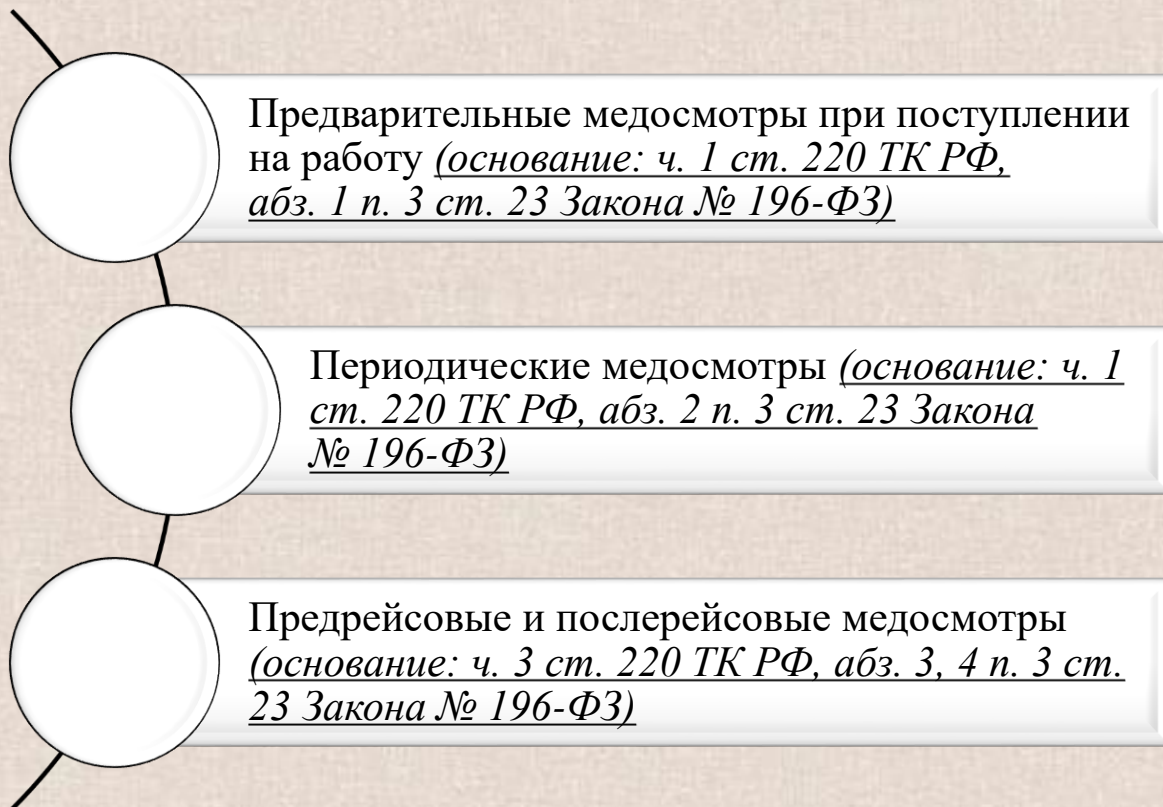 Предварительные медосмотры при поступлении
на работу (основание: ч. 1 ст. 220 ТК РФ,
абз. 1 п. 3 ст. 23 Закона № 196-ФЗ)
Периодические медосмотры (основание: ч. 1
ст. 220 ТК РФ, абз. 2 п. 3 ст. 23 Закона
№ 196-ФЗ)
Предрейсовые и послерейсовые медосмотры
(основание: ч. 3 ст. 220 ТК РФ, абз. 3, 4 п. 3 ст.
23 Закона № 196-ФЗ)